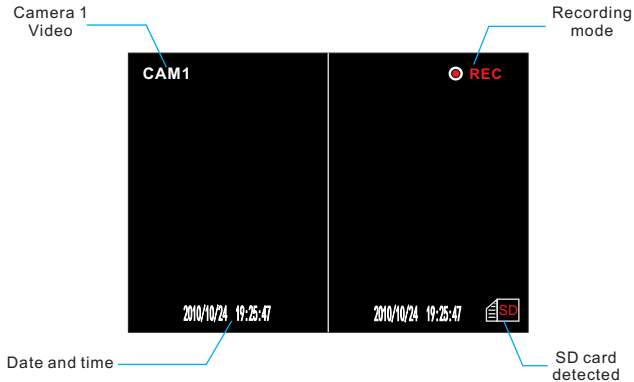 Camera 1
Video
Recording
mode
CAM1
REC
2010/10/24 19:25:47
2010/10/24 19:25:47
SD
Date and time
SD card
detected